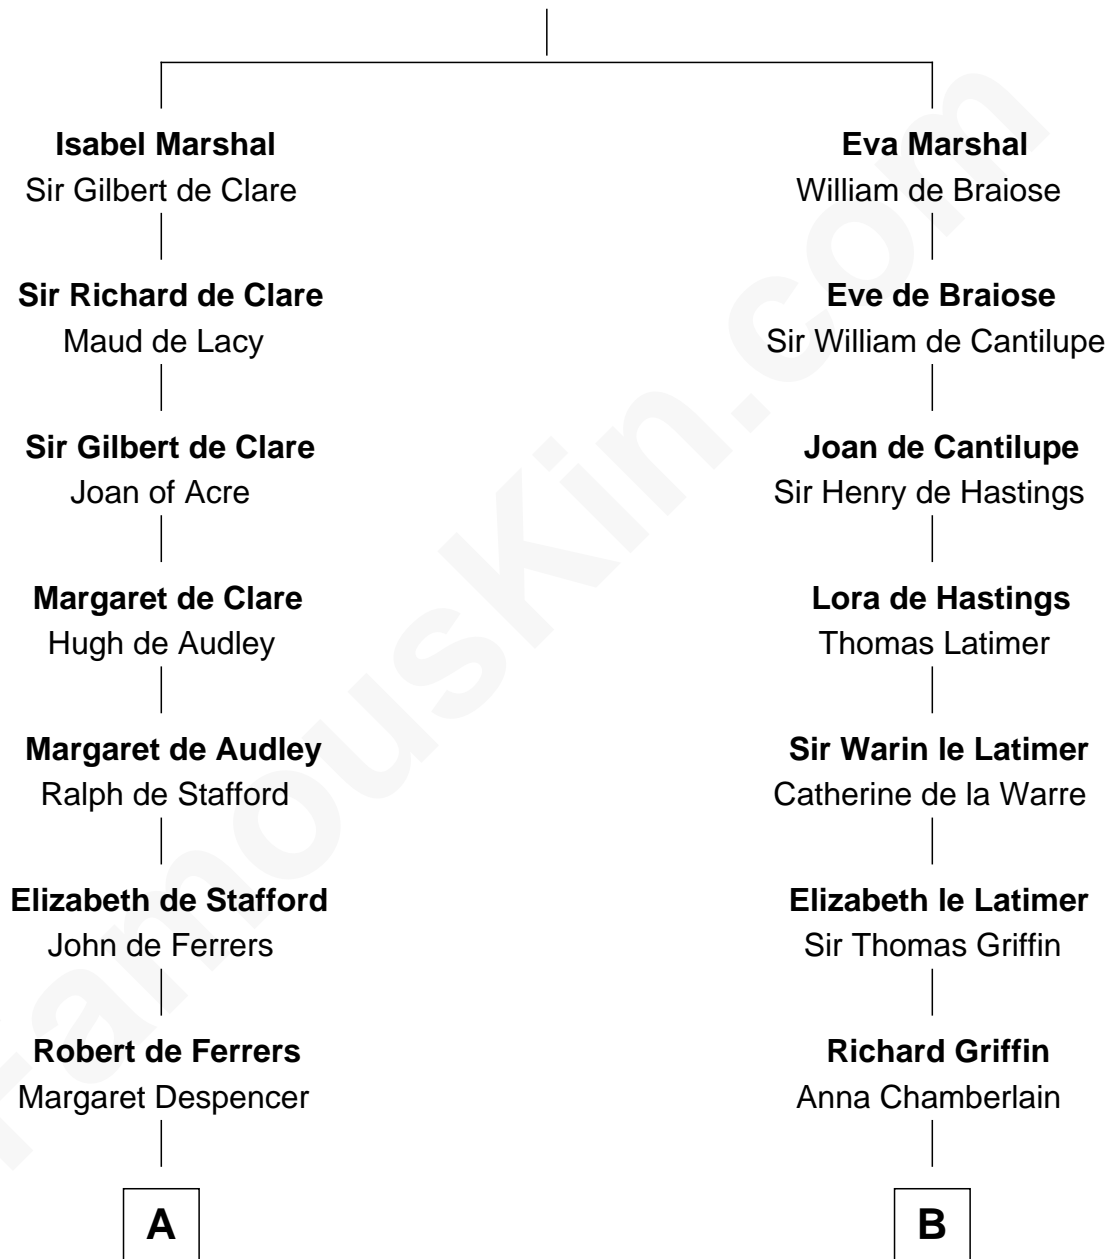 Isabel Marshal
Sir Gilbert de Clare
Sir Richard de Clare
Maud de Lacy
Sir Gilbert de Clare
Joan of Acre
Margaret de Clare
Hugh de Audley
Margaret de Audley
Ralph de Stafford
Elizabeth de Stafford
John de Ferrers
Robert de Ferrers
Margaret Despencer
A
Eva Marshal
William de Braiose
Eve de Braiose
Sir William de Cantilupe
Joan de Cantilupe
Sir Henry de Hastings
Lora de Hastings
Thomas Latimer
Sir Warin le Latimer
Catherine de la Warre
Elizabeth le Latimer
Sir Thomas Griffin
Richard Griffin
Anna Chamberlain
B
FamousKin.com